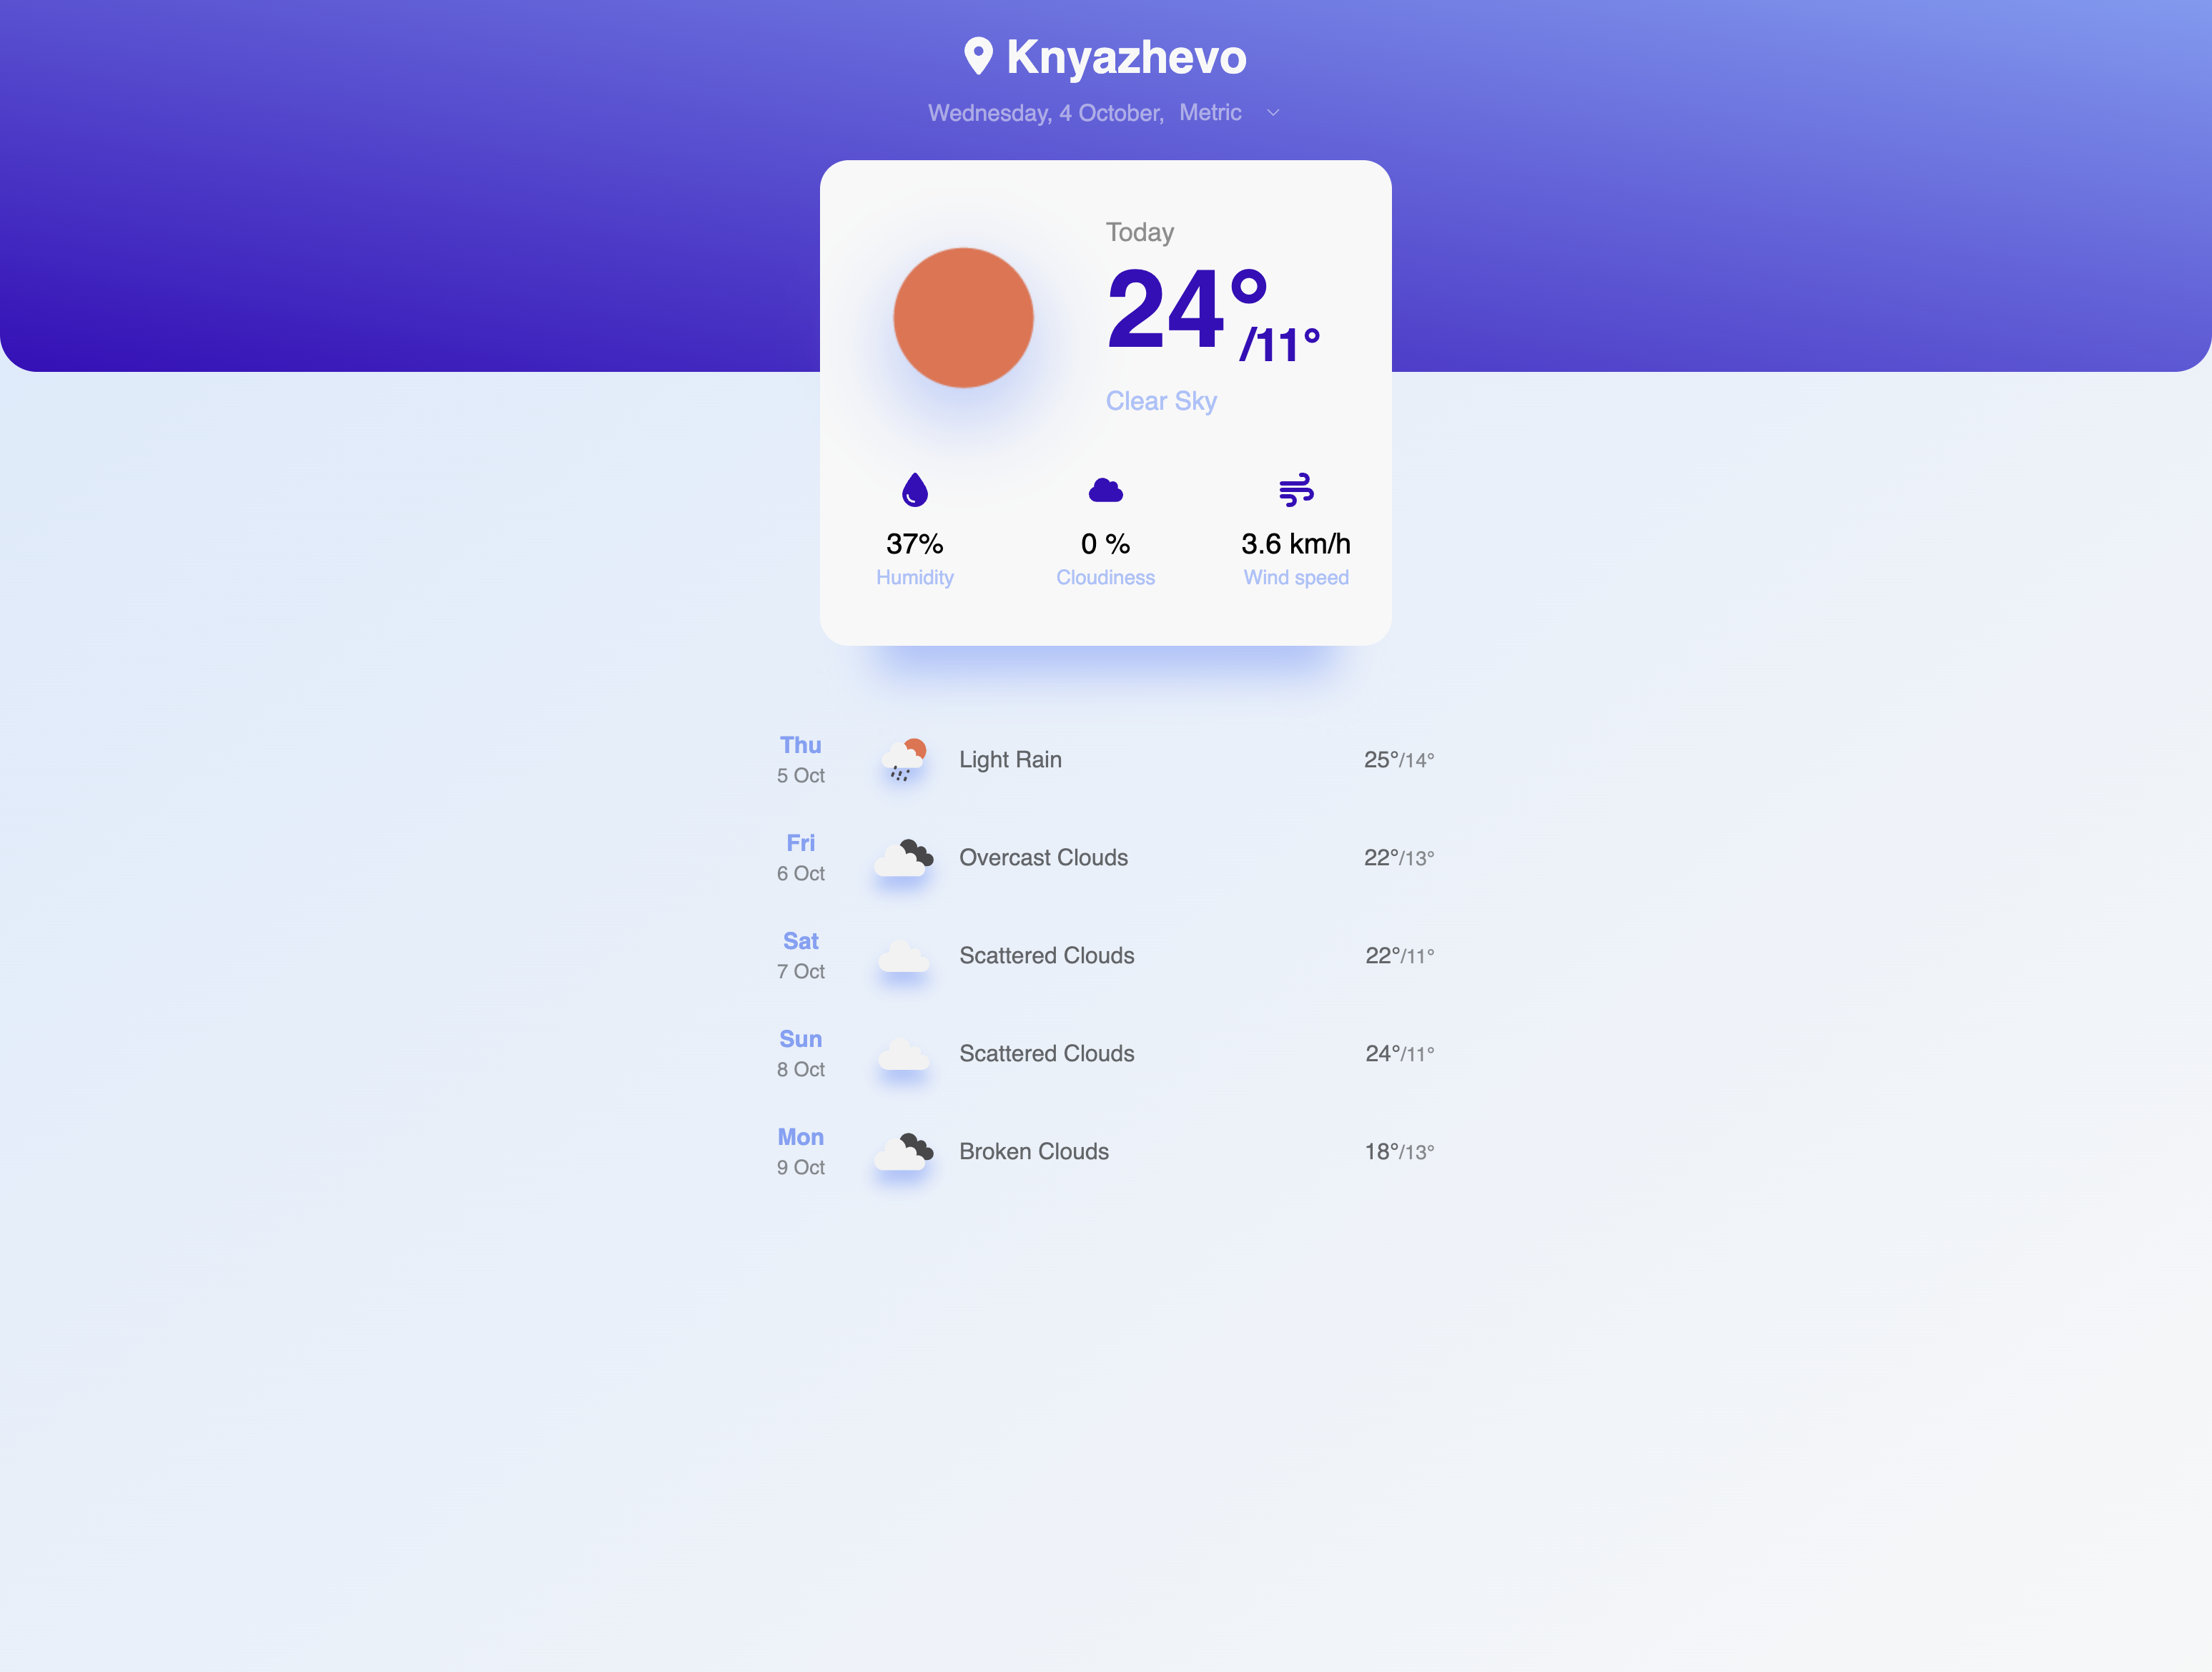 Knyazhevo
Wednesday, 4 October, Metric
Today
24°/11°
Clear Sky
37% 0 % 3.6 km/h
Humidity Cloudiness Wind speed
Thu
5 Oct
Light Rain
25°/14°
Fri
6 Oct
Overcast Clouds
22°/13°
Sat
7 Oct
Scattered Clouds
22°/11°
Sun
8 Oct
Scattered Clouds
24°/11°
Mon
9 Oct
Broken Clouds
18°/13°